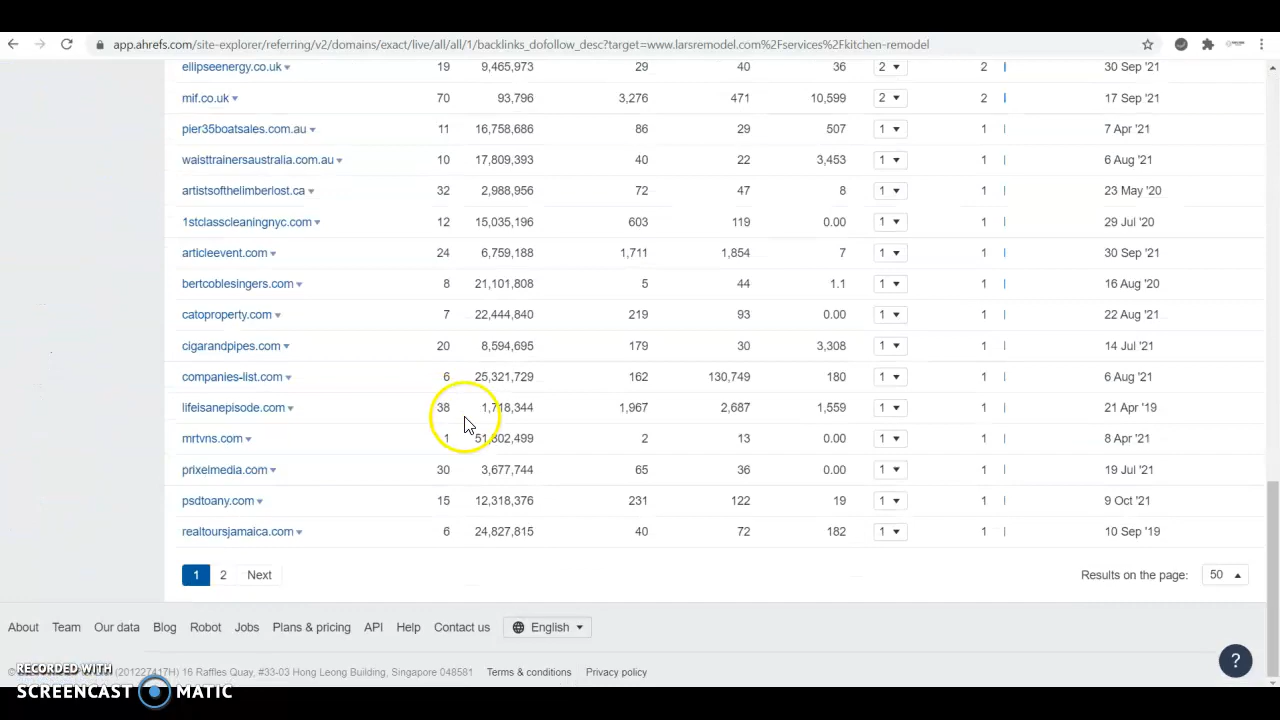 app.ahrefs.com/site-explorer/referring/v2/domains/exact/live/all/all/1/backlinks_dofollow_desc?target=www.larsremodel.com%2Fservices%2Fkitchen-remodel
ellipseenergy.co.uk 19 9,465,973 29 40 36 2 2 30 Sep '21
mif.co.uk 70 93,796 3,276 471 10,599 2 2 17 Sep '21
pier35boatsales.com.au 11 16,758,686 86 29 507 1 1 7 Apr '21
waisttrainersaustralia.com.au 10 17,809,393 40 22 3,453 1 1 6 Aug '21
artistsofthelimberlost.ca 32 2,988,956 72 47 8 1 1 23 May '20
1stclasscleaningnyc.com 12 15,035,196 603 119 0.00 1 1 29 Jul '20
articleevent.com 24 6,759,188 1,711 1,854 7 1 1 30 Sep '21
bertcoblesingers.com 8 21,101,808 5 44 1.1 1 1 16 Aug '20
catoproperty.com 7 22,444,840 219 93 0.00 1 1 22 Aug '21
cigarandpipes.com 20 8,594,695 179 30 3,308 1 1 14 Jul '21
companies-list.com 6 25,321,729 162 130,749 180 1 1 6 Aug '21
lifeisanepisode.com 38 1,718,344 1,967 2,687 1,559 1 1 21 Apr '19
mrtvns.com 1 51,802,499 2 13 0.00 1 1 8 Apr '21
prixelmedia.com 30 3,677,744 65 36 0.00 1 1 19 Jul '21
psdtoany.com 15 12,318,376 231 122 19 1 1 9 Oct '21
realtoursjamaica.com 6 24,827,815 40 72 182 1 1 10 Sep '19
1 2 Next Results on the page: 50
About Team Our data Blog Robot Jobs Plans & pricing API Help Contact us English
(201227417H) 16 Raffles Quay, #33-03 Hong Leong Building, Singapore 048581 Terms & conditions Privacy policy
?
RECORDED WITH
SCREENCAST MATIC